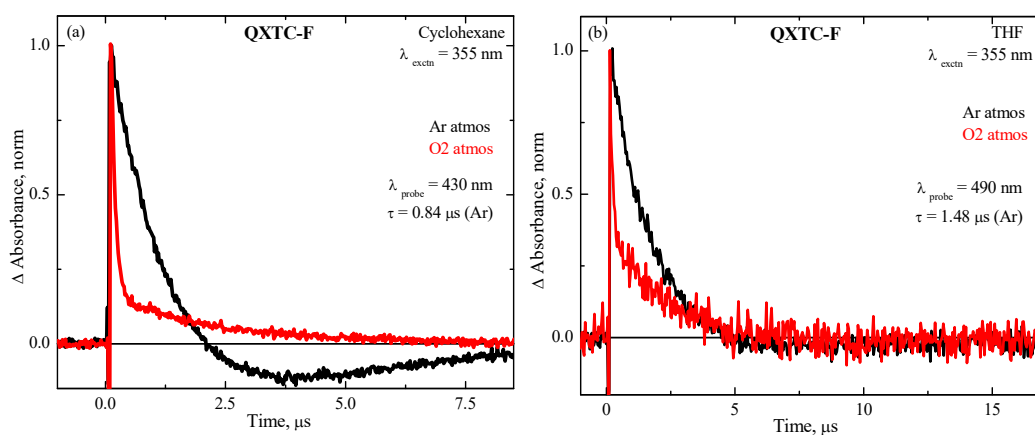 (a)
QXTC-F
Cyclohexane
λ exctn = 355 nm
Ar atmos
O2 atmos
λ probe = 430 nm
τ = 0.84 μs (Ar)
Δ Absorbance, norm
1.0
0.5
0.0
0.0 2.5 5.0 7.5
Time, μs
(b)
QXTC-F
THF
λ exctn = 355 nm
Ar atmos
O2 atmos
λ probe = 490 nm
τ = 1.48 μs (Ar)
Δ Absorbance, norm
1.0
0.5
0.0
0 5 10 15
Time, μs